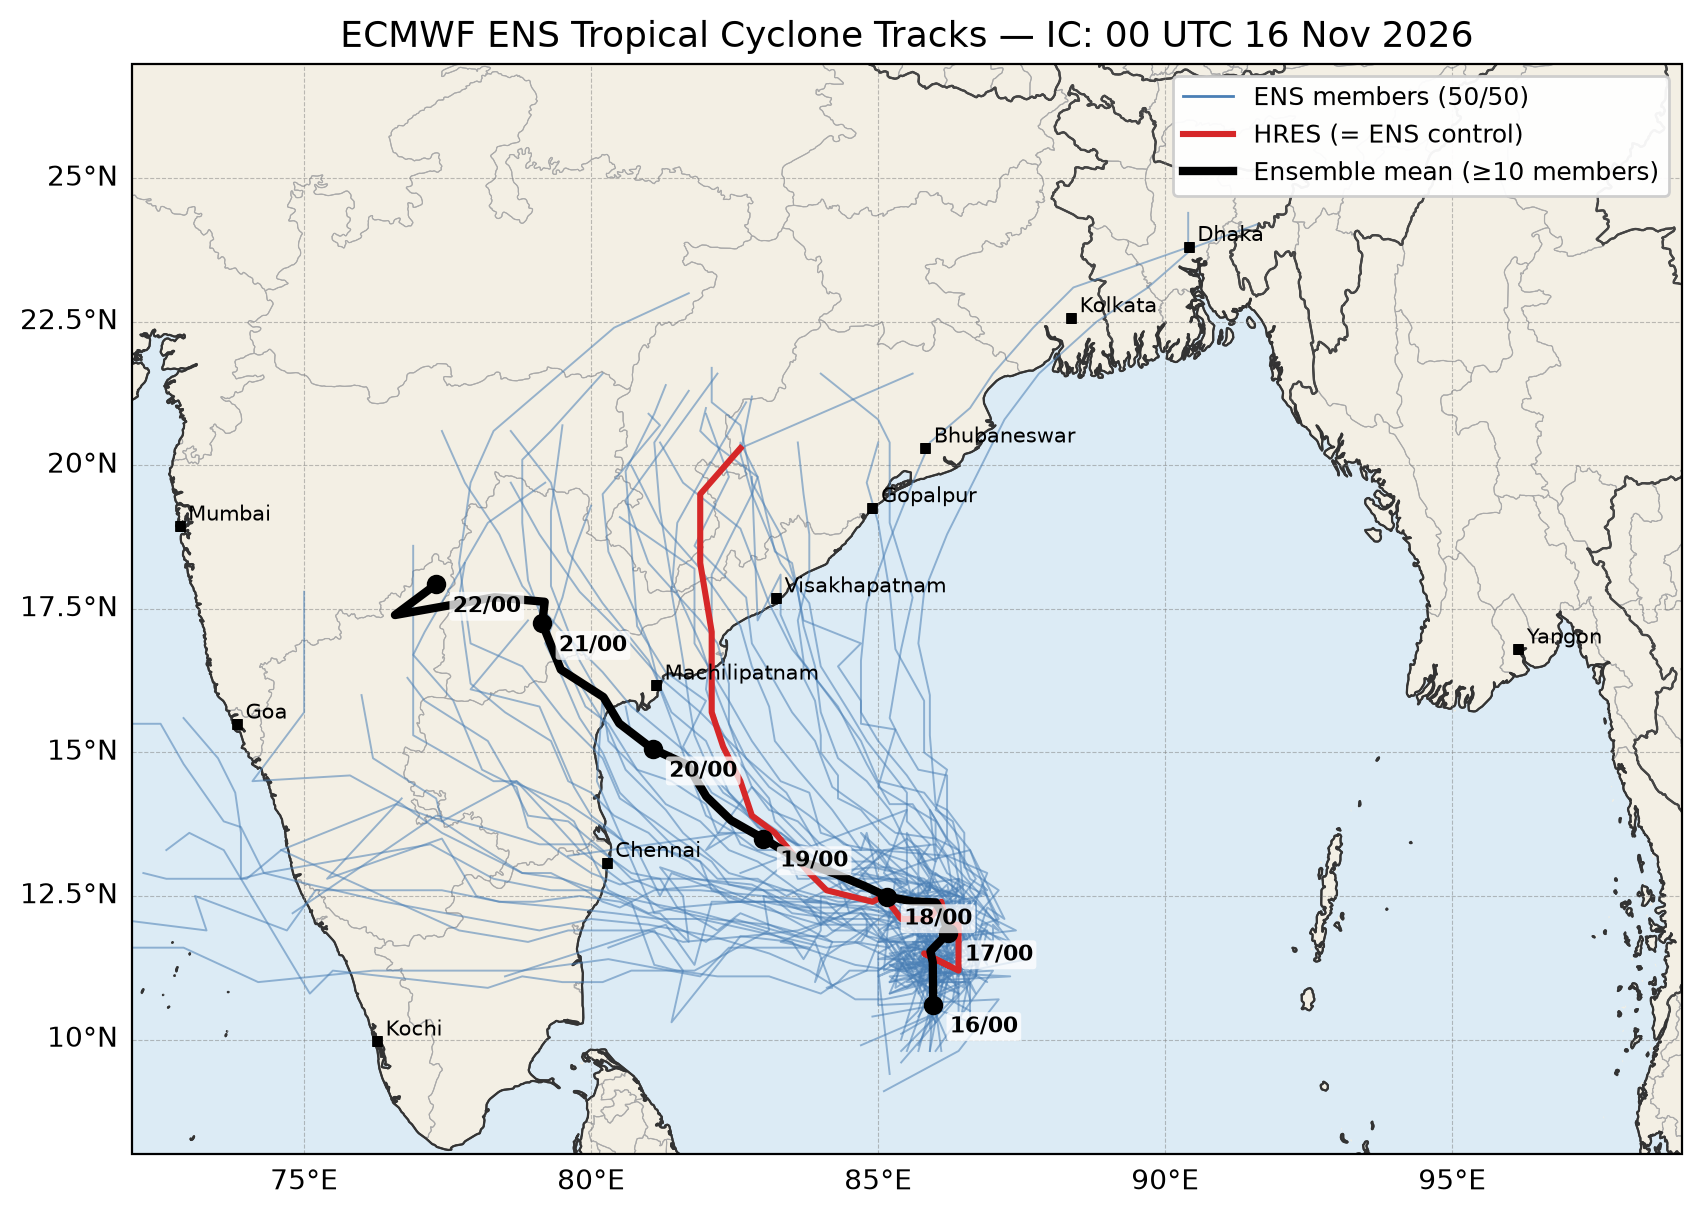 ECMWF ENS Tropical Cyclone Tracks — IC: 00 UTC 16 Nov 2026
ENS members (50/50)
HRES (= ENS control)
Ensemble mean (≥10 members)
25°N
22.5°N
20°N
17.5°N
15°N
12.5°N
10°N
Dhaka
Kolkata
Bhubaneswar
Gopalpur
Mumbai
Visakhapatnam
22/00
21/00
Yangon
Machilipatnam
Goa
20/00
Chennai
19/00
18/00
17/00
16/00
Kochi
75°E
80°E
85°E
90°E
95°E